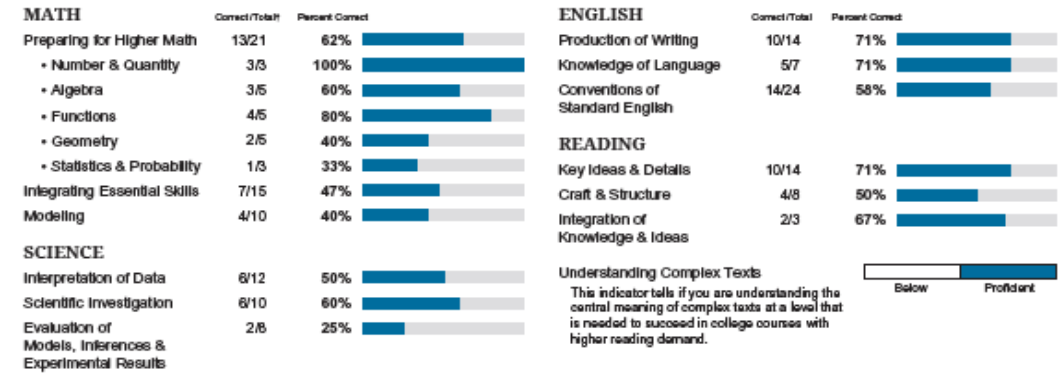 MATH Correct/Total† Percent Correct
Preparing for Higher Math 13/21 62%
• Number & Quantity 3/3 100%
• Algebra 3/5 60%
• Functions 4/5 80%
• Geometry 2/5 40%
• Statistics & Probability 1/3 33%
Integrating Essential Skills 7/15 47%
Modeling 4/10 40%
SCIENCE
Interpretation of Data 6/12 50%
Scientific Investigation 6/10 60%
Evaluation of 2/8 25%
Models, Inferences &
Experimental Results
ENGLISH Correct/Total Percent Correct
Production of Writing 10/14 71%
Knowledge of Language 5/7 71%
Conventions of 14/24 58%
Standard English
READING
Key Ideas & Details 10/14 71%
Craft & Structure 4/8 50%
Integration of 2/3 67%
Knowledge & Ideas
Understanding Complex Texts
Below Proficient
This indicator tells if you are understanding the
central meaning of complex texts at a level that
is needed to succeed in college courses with
higher reading demand.